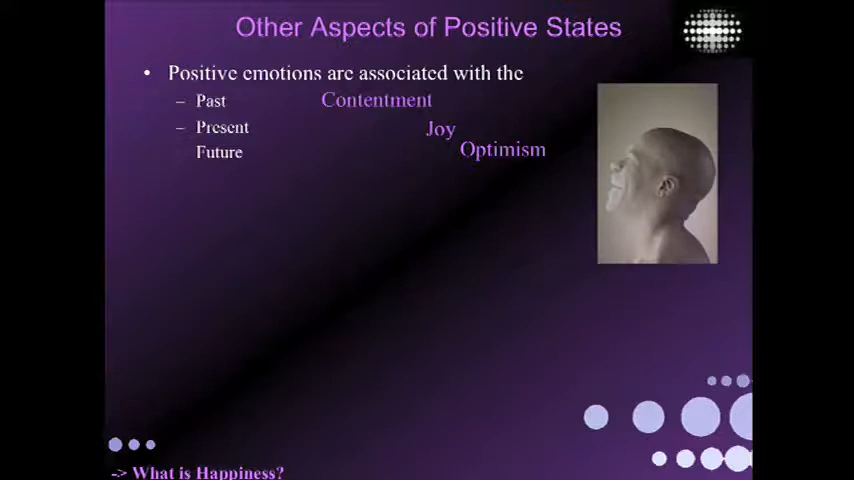 Other Aspects of Positive States
• Positive emotions are associated with the
– Past Contentment
– Present Joy
Future Optimism
-> What is Happiness?